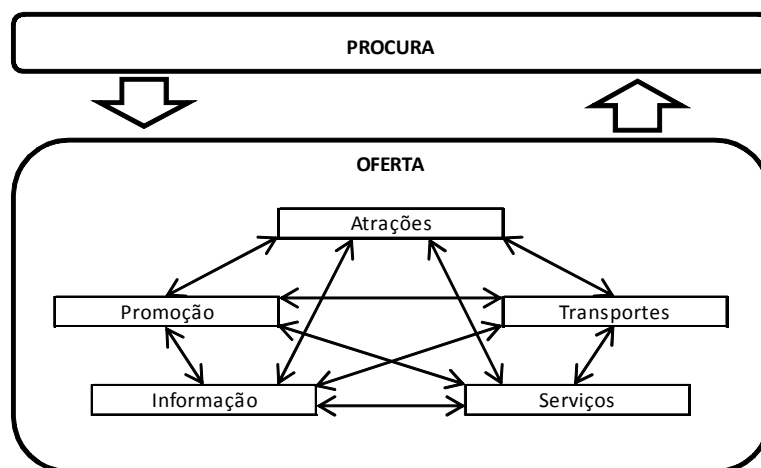 PROCURA
OFERTA
Atrações
Promoção
Transportes
Informação
Serviços